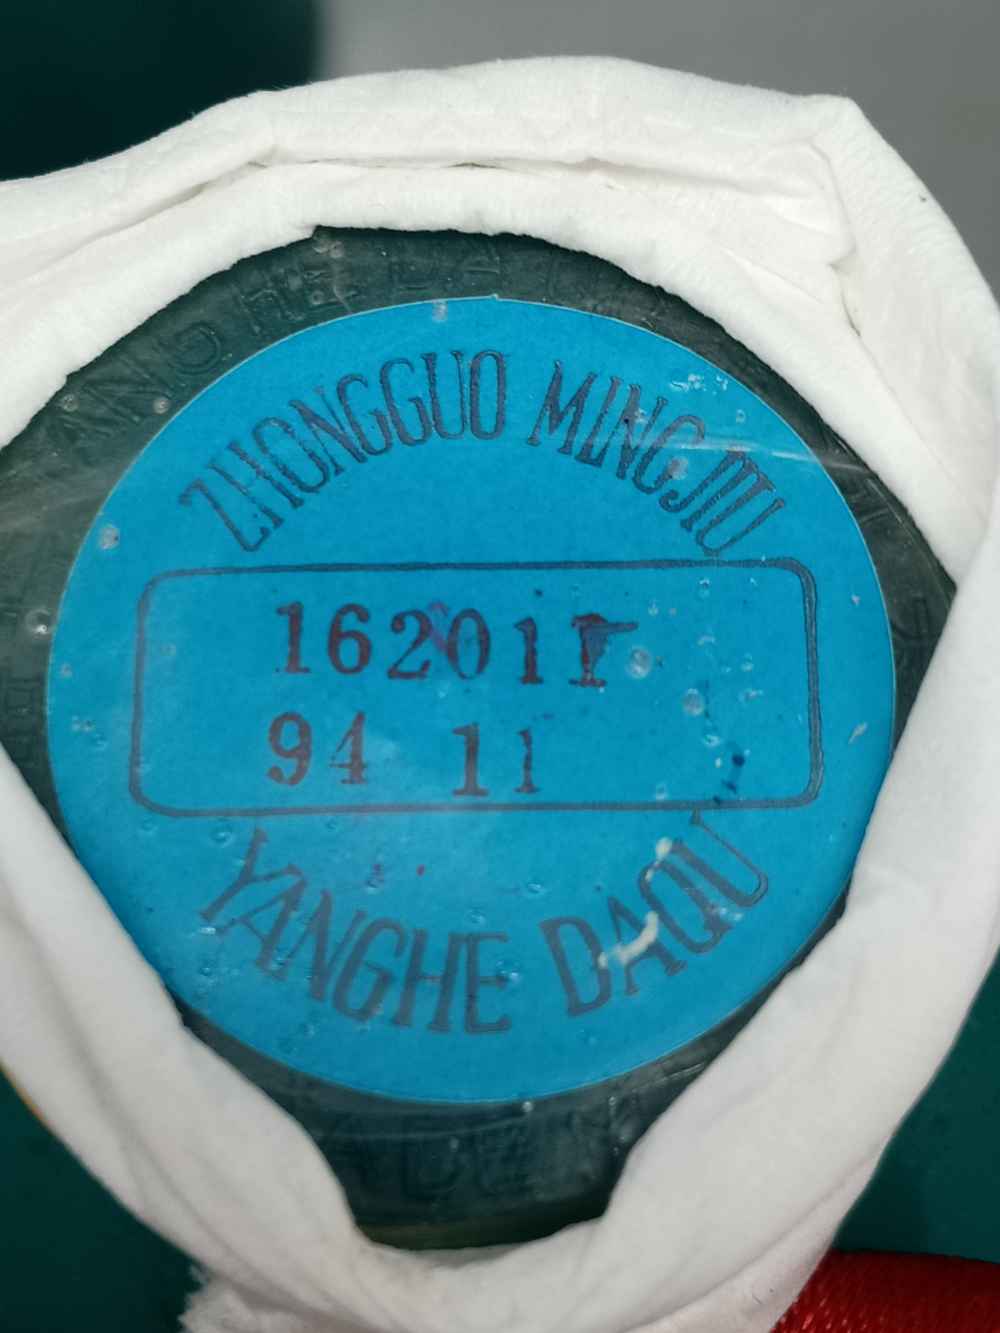 ZHONGGUO MINGJIU
162011
94 11
YANGHE DAQU